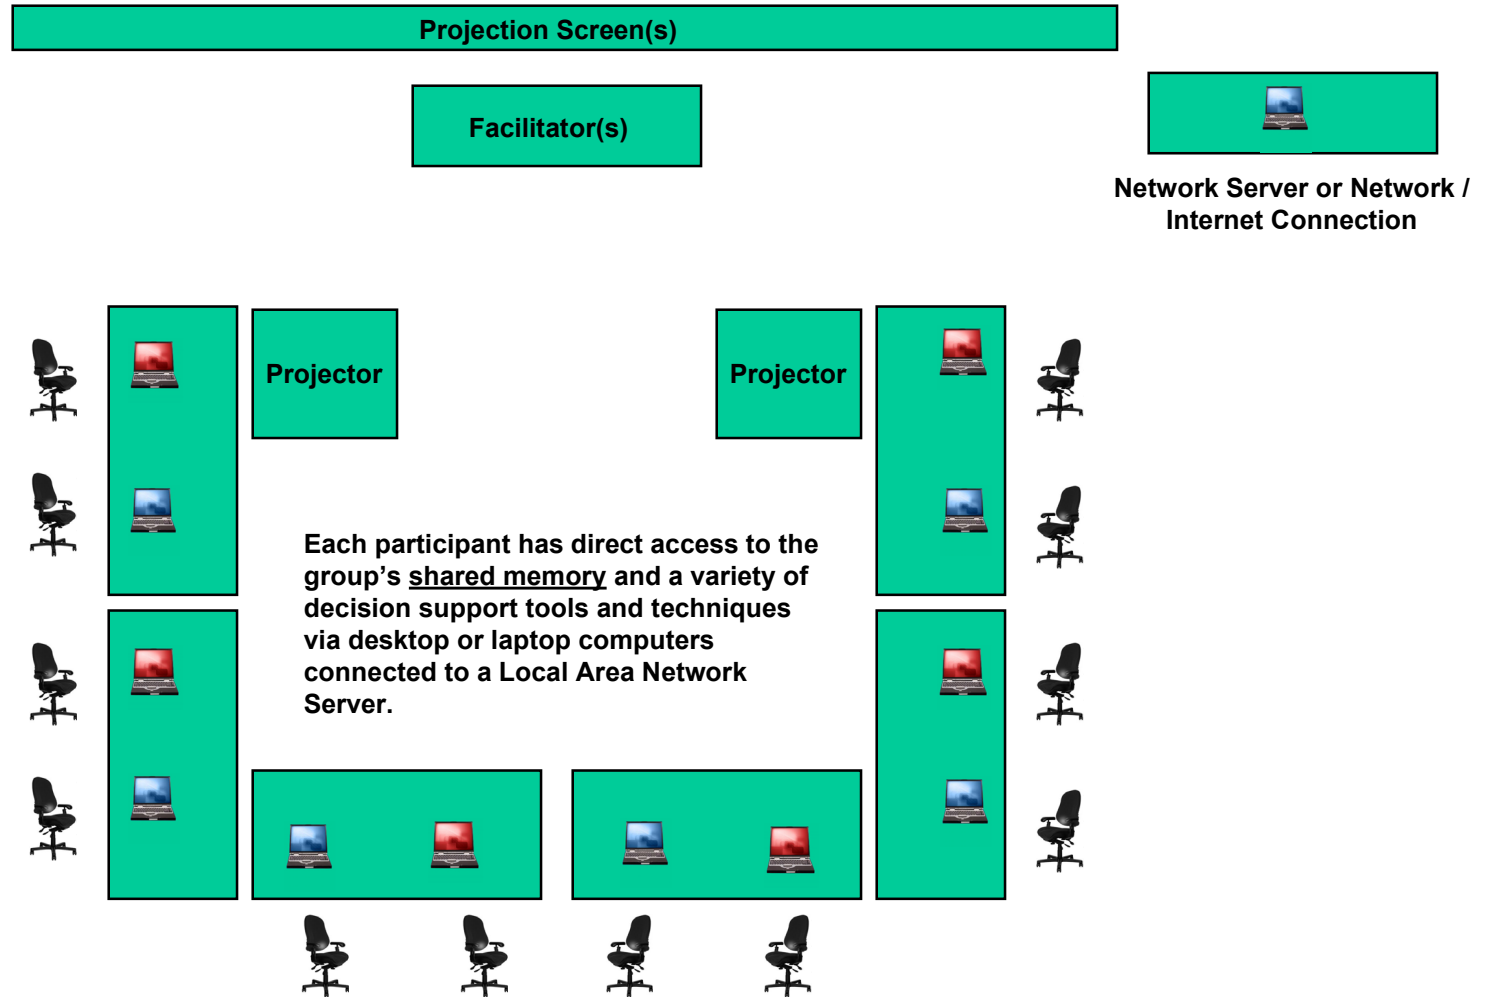 Projection Screen(s)
Facilitator(s)
Network Server or Network /
Internet Connection
Projector
Projector
Each participant has direct access to the
group’s shared memory and a variety of
decision support tools and techniques
via desktop or laptop computers
connected to a Local Area Network
Server.